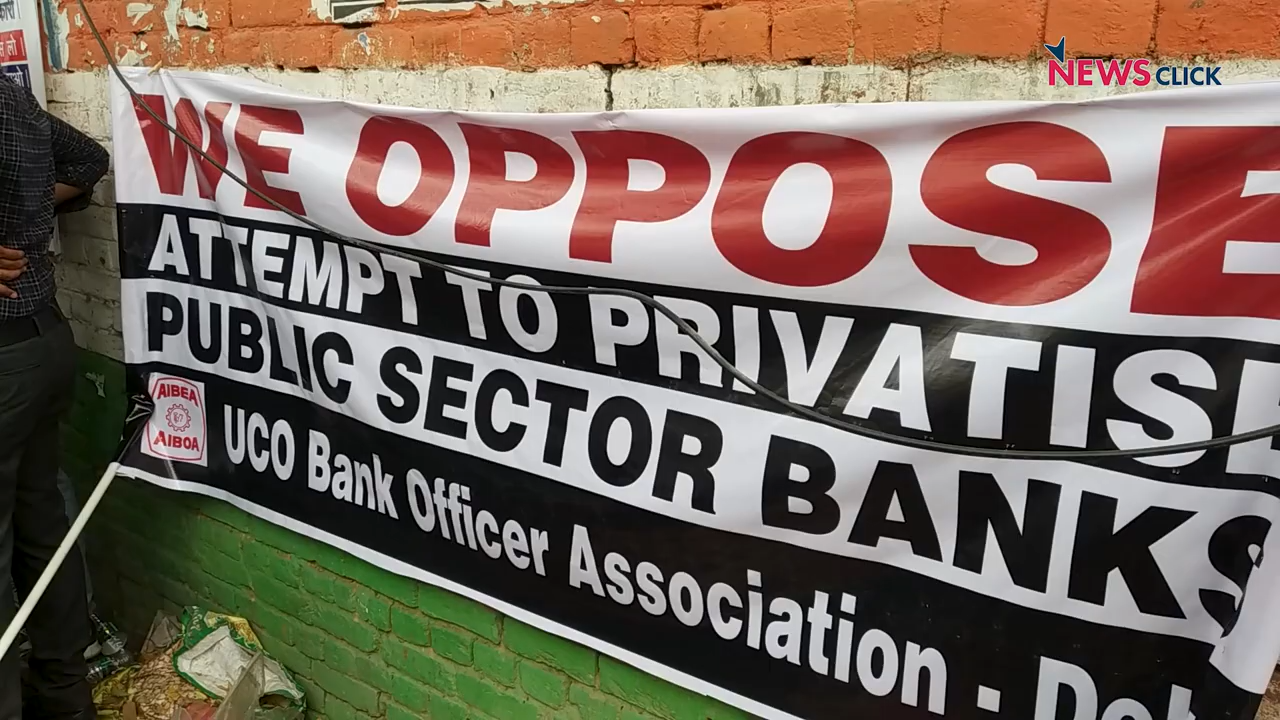 NEWSCLICK
WE OPPOSE
ATTEMPT TO PRIVATISE
PUBLIC SECTOR BANKS
AIBEA
AIBOA
UCO Bank Officer Association -